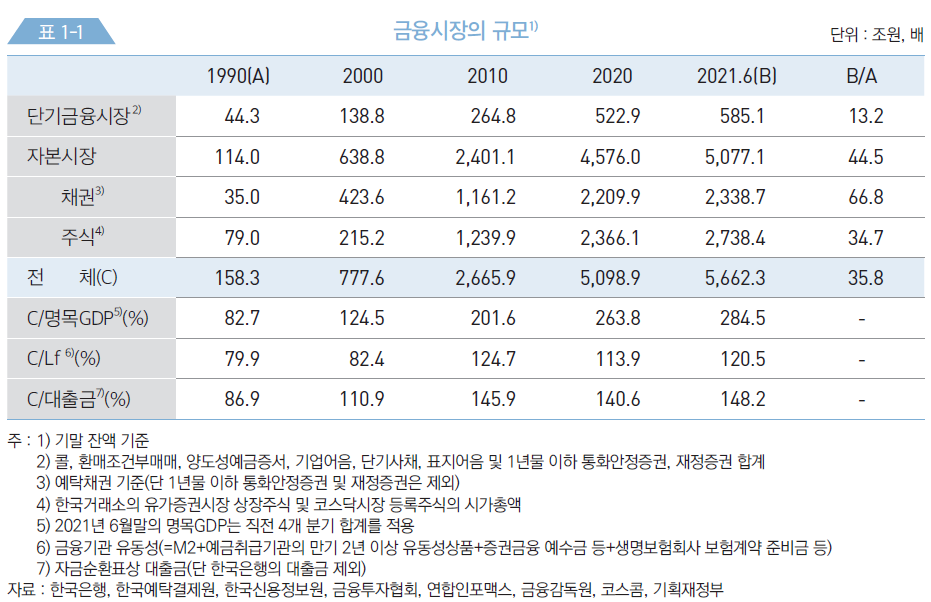 표 1-1 금융시장의 규모1) 단위 : 조원, 배
1990(A) 2000 2010 2020 2021.6(B) B/A
단기금융시장2) 44.3 138.8 264.8 522.9 585.1 13.2
자본시장 114.0 638.8 2,401.1 4,576.0 5,077.1 44.5
채권3) 35.0 423.6 1,161.2 2,209.9 2,338.7 66.8
주식4) 79.0 215.2 1,239.9 2,366.1 2,738.4 34.7
전 체(C) 158.3 777.6 2,665.9 5,098.9 5,662.3 35.8
C/명목GDP5)(%) 82.7 124.5 201.6 263.8 284.5 -
C/Lf 6)(%) 79.9 82.4 124.7 113.9 120.5 -
C/대출금7)(%) 86.9 110.9 145.9 140.6 148.2 -
주 : 1) 기말 잔액 기준
2) 콜, 환매조건부매매, 양도성예금증서, 기업어음, 단기사채, 표지어음 및 1년물 이하 통화안정증권, 재정증권 합계
3) 예탁채권 기준(단 1년물 이하 통화안정증권 및 재정증권은 제외)
4) 한국거래소의 유가증권시장 상장주식 및 코스닥시장 등록주식의 시가총액
5) 2021년 6월말의 명목GDP는 직전 4개 분기 합계를 적용
6) 금융기관 유동성(=M2+예금취급기관의 만기 2년 이상 유동성상품+증권금융 예수금 등+생명보험회사 보험계약 준비금 등)
7) 자금순환표상 대출금(단 한국은행의 대출금 제외)
자료 : 한국은행, 한국예탁결제원, 한국신용정보원, 금융투자협회, 연합인포맥스, 금융감독원, 코스콤, 기획재정부